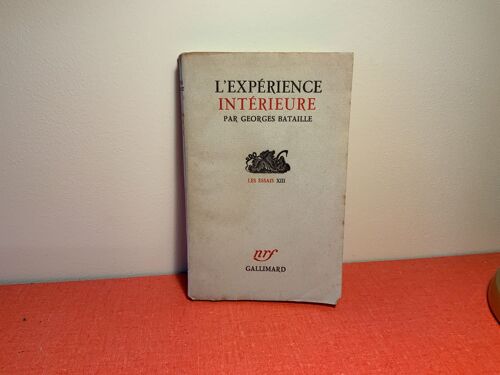 L'EXPÉRIENCE
INTÉRIEURE
PAR GEORGES BATAILLE
LES ESSAIS XIII
nrf
GALLIMARD